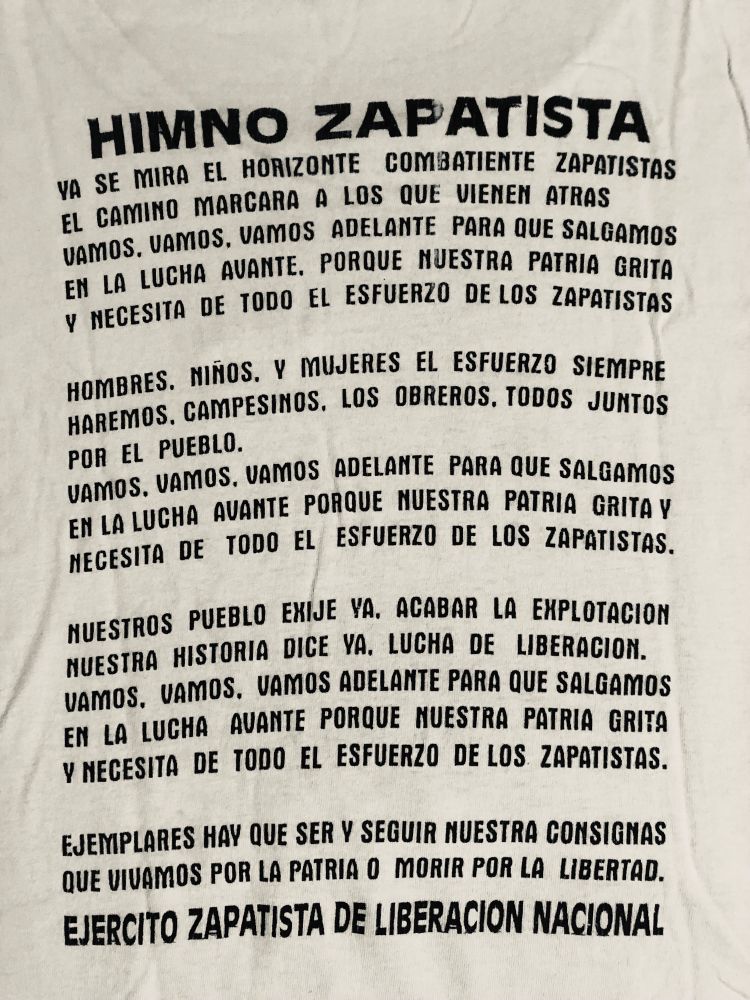 HIMNO ZAPATISTA
YA SE MIRA EL HORIZONTE COMBATIENTE ZAPATISTAS
EL CAMINO MARCARA A LOS QUE VIENEN ATRAS
VAMOS, VAMOS, VAMOS ADELANTE PARA QUE SALGAMOS
EN LA LUCHA AVANTE, PORQUE NUESTRA PATRIA GRITA
Y NECESITA DE TODO EL ESFUERZO DE LOS ZAPATISTAS
HOMBRES, NIÑOS, Y MUJERES EL ESFUERZO SIEMPRE
HAREMOS, CAMPESINOS, LOS OBREROS, TODOS JUNTOS
POR EL PUEBLO.
VAMOS, VAMOS, VAMOS ADELANTE PARA QUE SALGAMOS
EN LA LUCHA AVANTE PORQUE NUESTRA PATRIA GRITA Y
NECESITA DE TODO EL ESFUERZO DE LOS ZAPATISTAS.
NUESTROS PUEBLO EXIJE YA, ACABAR LA EXPLOTACION
NUESTRA HISTORIA DICE YA, LUCHA DE LIBERACION.
VAMOS, VAMOS, VAMOS ADELANTE PARA QUE SALGAMOS
EN LA LUCHA AVANTE PORQUE NUESTRA PATRIA GRITA
Y NECESITA DE TODO EL ESFUERZO DE LOS ZAPATISTAS.
EJEMPLARES HAY QUE SER Y SEGUIR NUESTRA CONSIGNAS
QUE VIVAMOS POR LA PATRIA O MORIR POR LA LIBERTAD.
EJERCITO ZAPATISTA DE LIBERACION NACIONAL